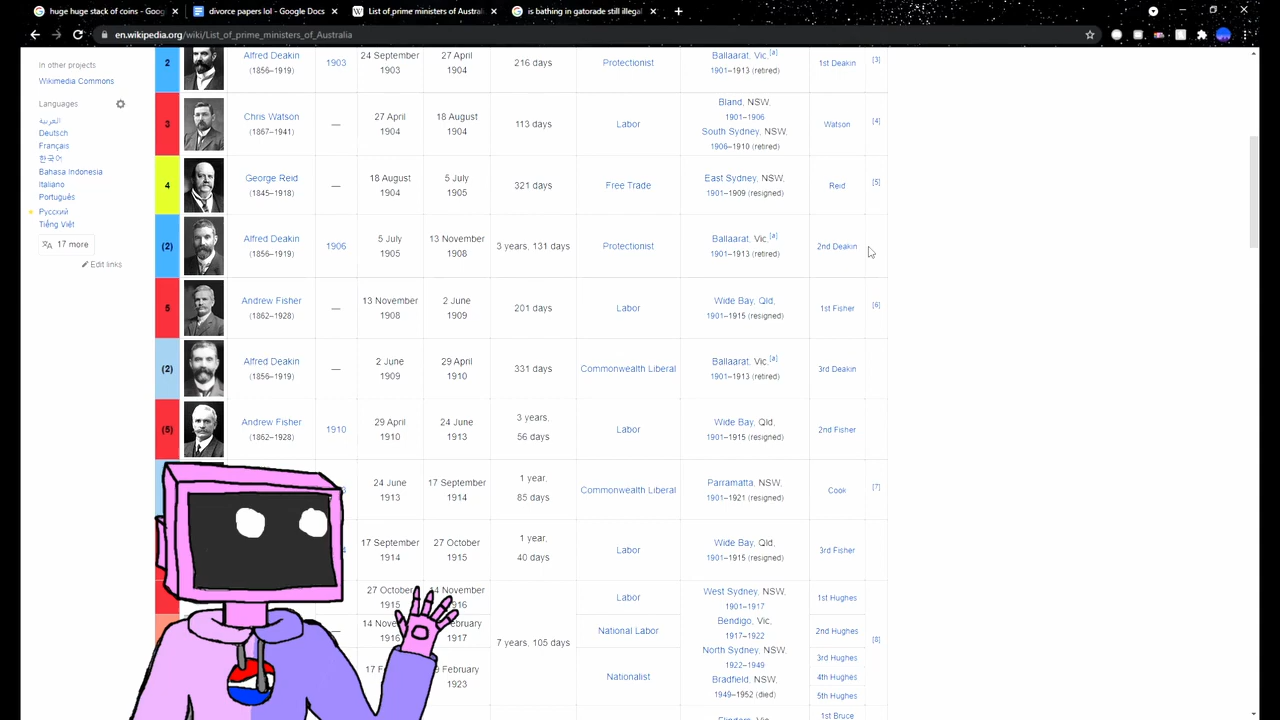 huge huge stack of coins - Goog
divorce papers lol - Google Docs
List of prime ministers of Austral
is bathing in gatorade still illeg
en.wikipedia.org/wiki/List_of_prime_ministers_of_Australia
In other projects
Wikimedia Commons
Languages
العربية
Deutsch
Français
한국어
Bahasa Indonesia
Italiano
Português
Русский
Tiếng Việt
17 more
Edit links
2 Alfred Deakin 1903 24 September 27 April 216 days Protectionist Ballaarat, Vic.[a] 1st Deakin [3]
(1856–1919) 1903 1904 1901–1913 (retired)
3 Chris Watson — 27 April 18 August 113 days Labor Bland, NSW, Watson [4]
(1867–1941) 1904 1904 1901–1906
South Sydney, NSW,
1906–1910 (retired)
4 George Reid — 18 August 5 July 321 days Free Trade East Sydney, NSW, Reid [5]
(1845–1918) 1904 1905 1901–1909 (resigned)
(2) Alfred Deakin 1906 5 July 13 November 3 years, 131 days Protectionist Ballaarat, Vic.[a] 2nd Deakin
(1856–1919) 1905 1908 1901–1913 (retired)
5 Andrew Fisher — 13 November 2 June 201 days Labor Wide Bay, Qld, 1st Fisher [6]
(1862–1928) 1908 1909 1901–1915 (resigned)
(2) Alfred Deakin — 2 June 29 April 331 days Commonwealth Liberal Ballaarat, Vic.[a] 3rd Deakin
(1856–1919) 1909 1910 1901–1913 (retired)
(5) Andrew Fisher 1910 29 April 24 June 3 years, 56 days Labor Wide Bay, Qld, 2nd Fisher
(1862–1928) 1910 1913 1901–1915 (resigned)
24 June 17 September 1 year, 85 days Commonwealth Liberal Parramatta, NSW, Cook [7]
1913 1914 1901–1921 (resigned)
17 September 27 October 1 year, 40 days Labor Wide Bay, Qld, 3rd Fisher
1914 1915 1901–1915 (resigned)
27 October 14 November Labor West Sydney, NSW, 1st Hughes
1915 1916 1901–1917
— 14 Nove National Labor Bendigo, Vic, 2nd Hughes
1916 1917 7 years, 105 days 1917–1922 [8]
North Sydney, NSW, 3rd Hughes
Nationalist 1922–1949 4th Hughes
1923 Bradfield, NSW, 5th Hughes
1949–1952 (died)
1st Bruce